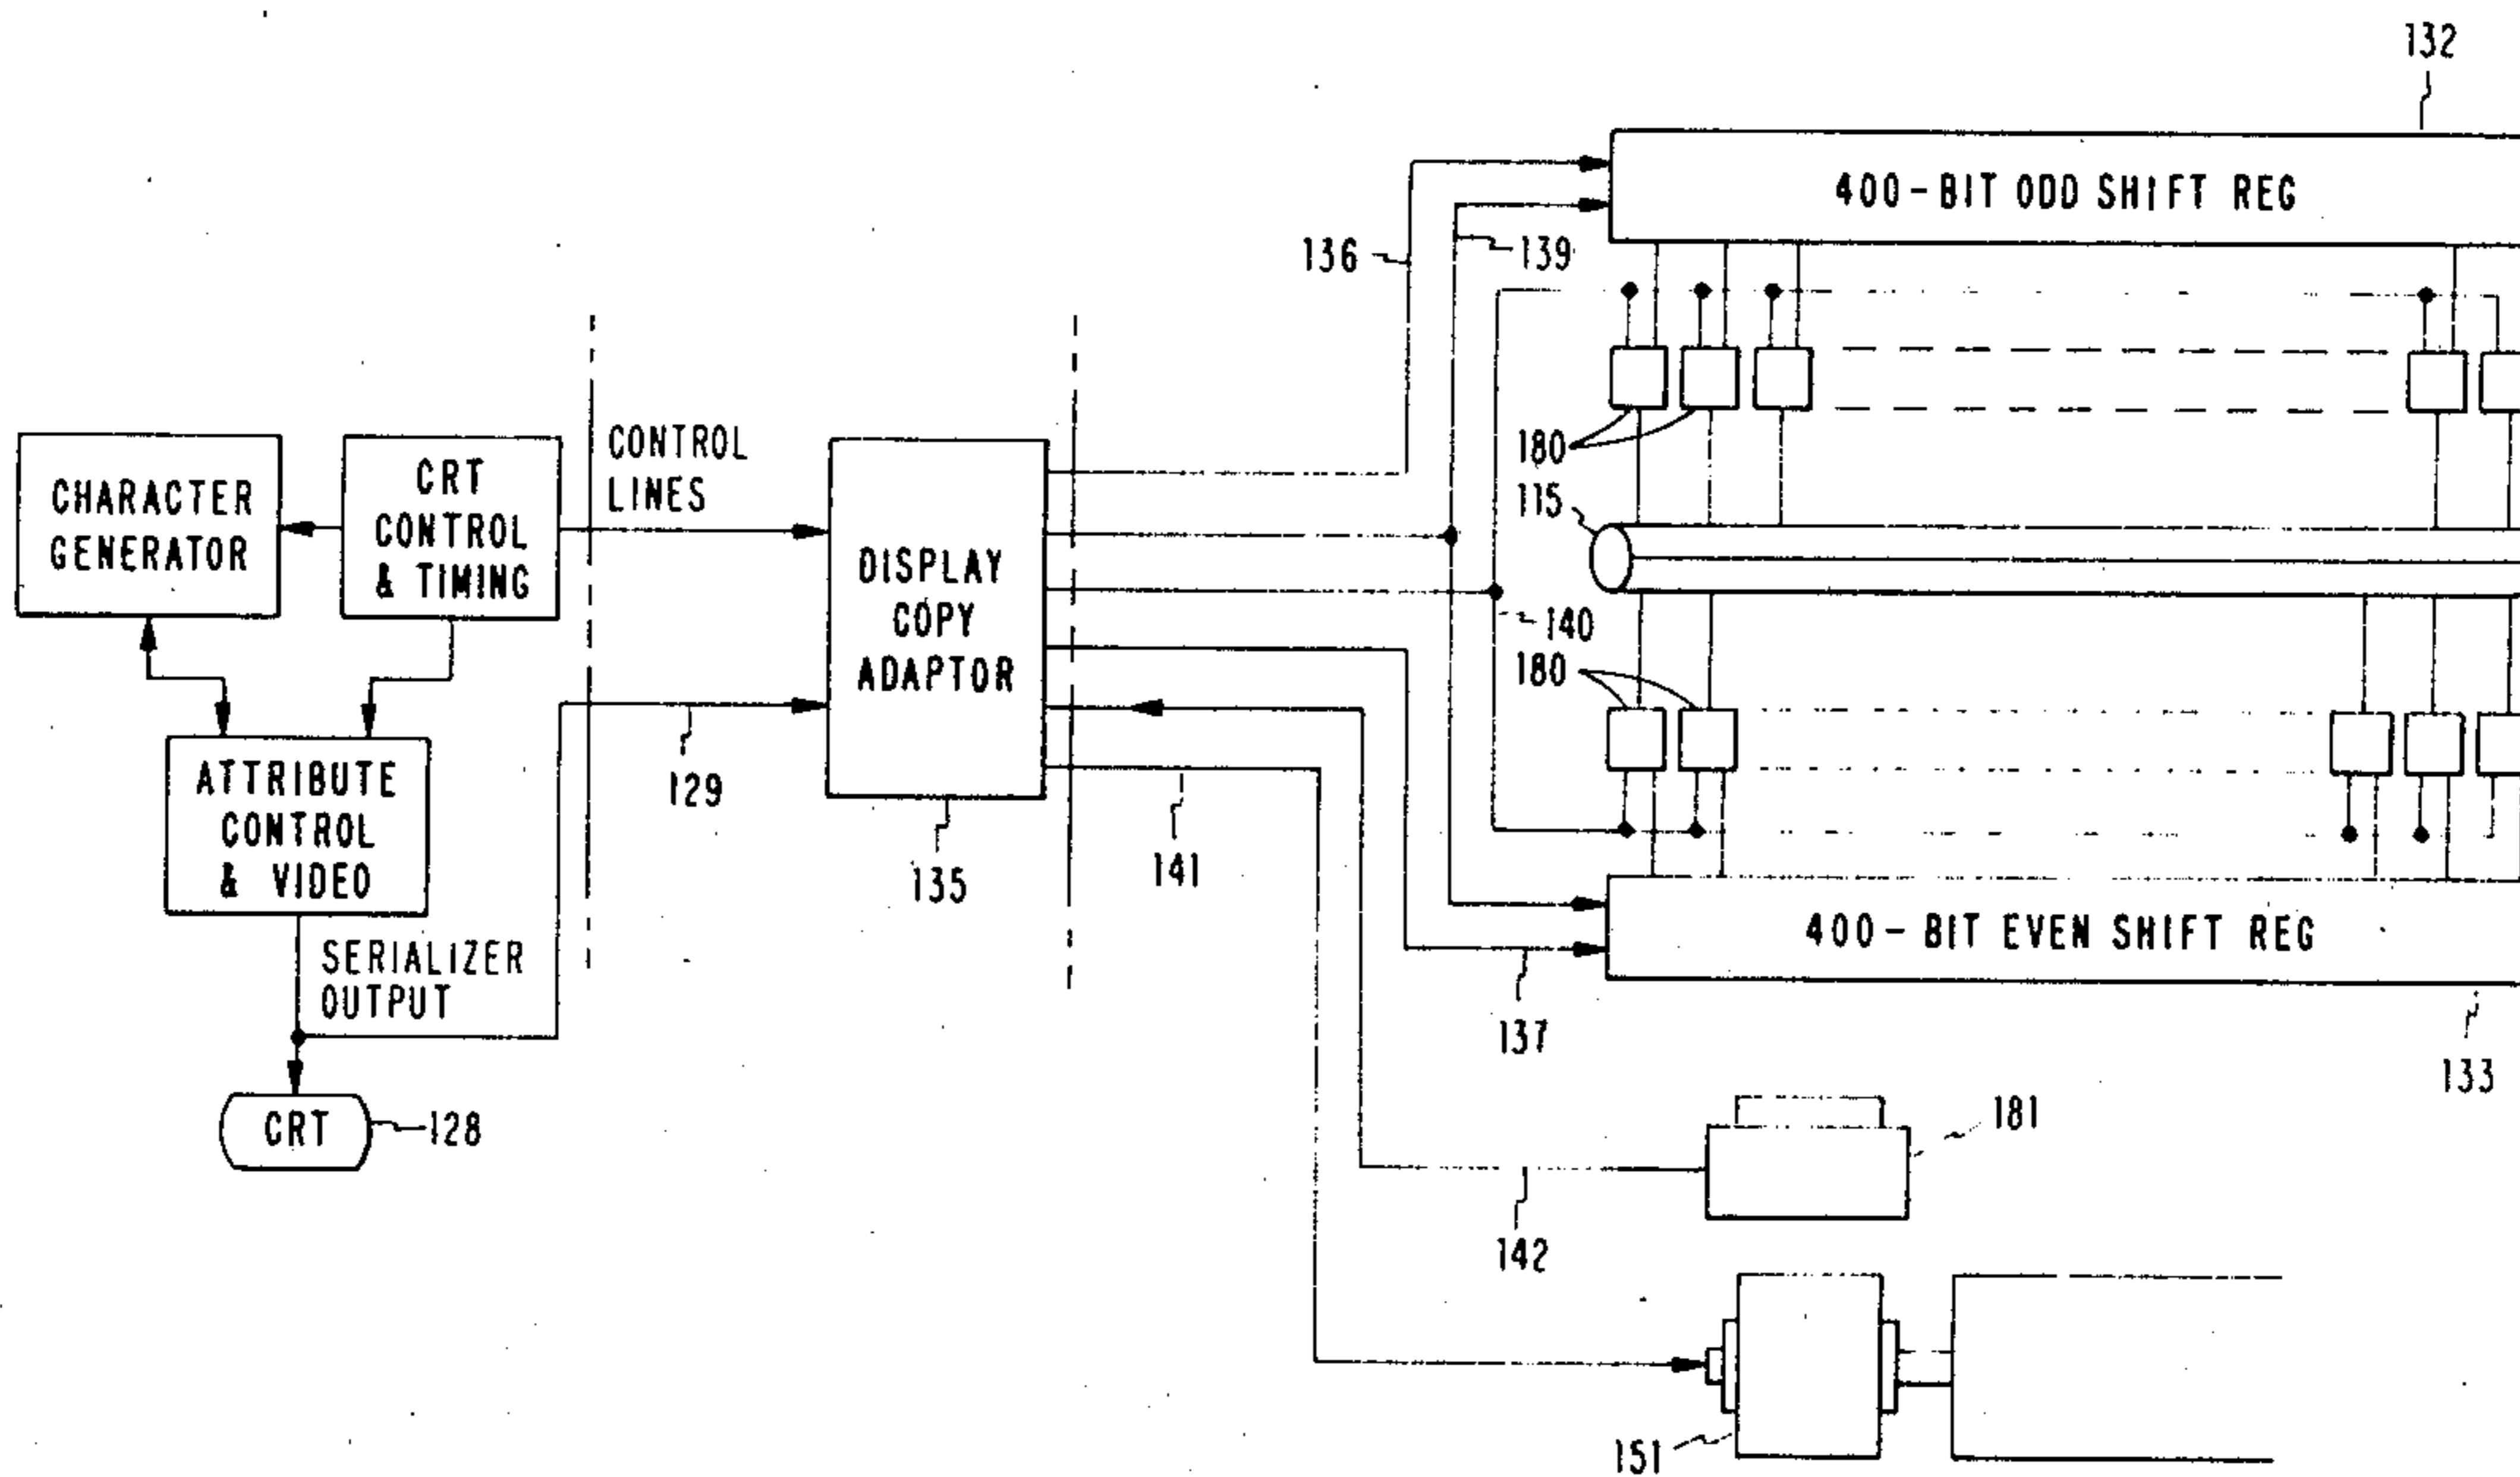 132
400-BIT ODD SHIFT REG
136
139
CONTROL
LINES
CHARACTER
GENERATOR
CRT
CONTROL
& TIMING
180
115
DISPLAY
COPY
ADAPTOR
140
180
129
ATTRIBUTE
CONTROL
& VIDEO
135
141
400-BIT EVEN SHIFT REG
SERIALIZER
OUTPUT
137
133
CRT
128
181
142
151